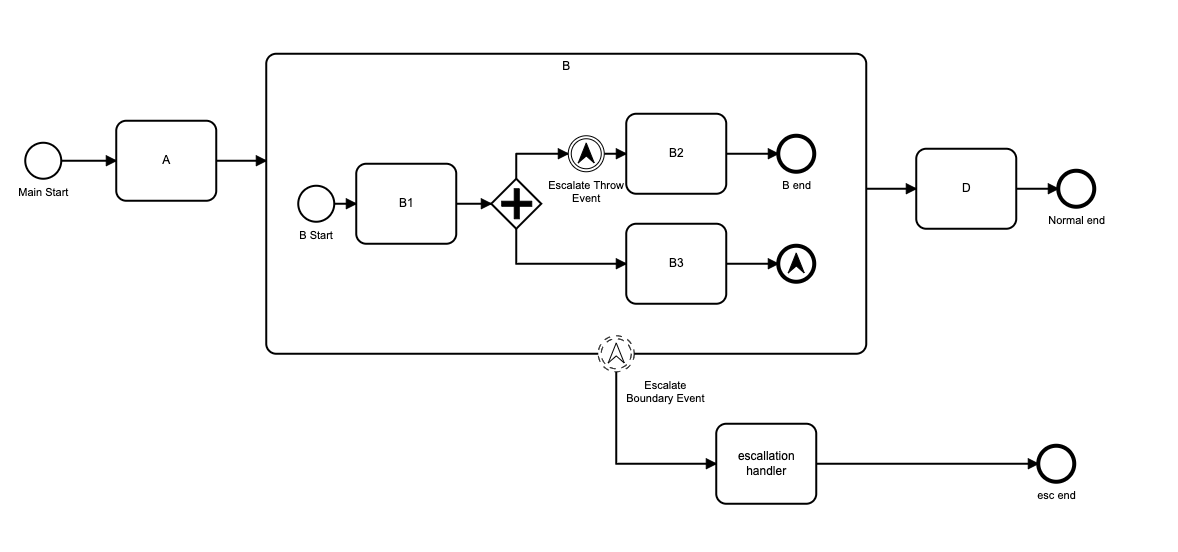 B
A
Main Start
B1
B Start
Escalate Throw
Event
B2
B end
B3
D
Normal end
Escalate
Boundary Event
escallation
handler
esc end